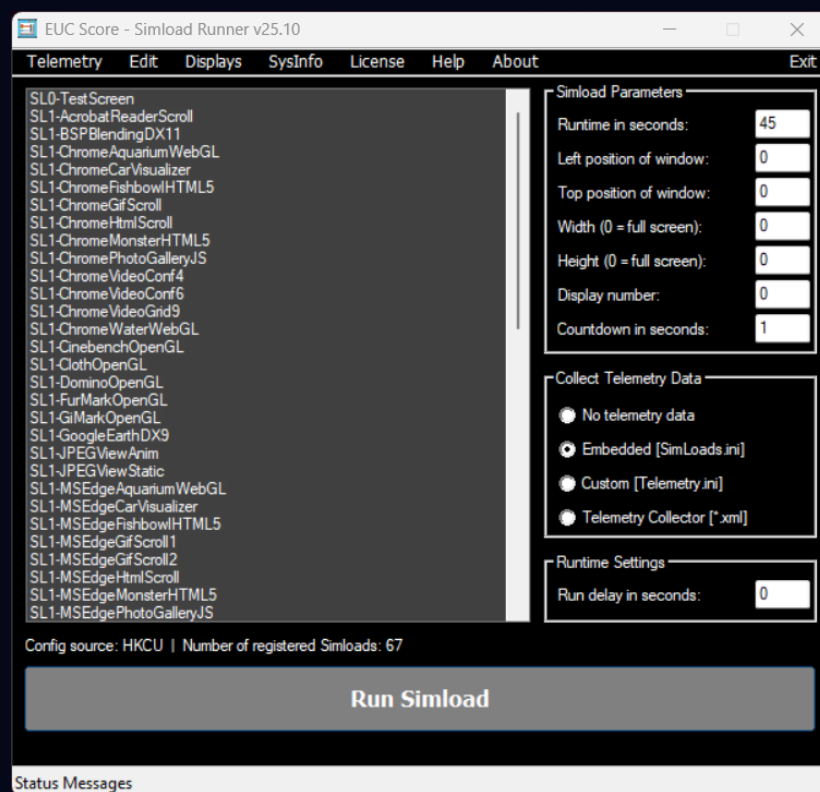 EUC Score - Simload Runner v25.10
Telemetry Edit Displays SysInfo License Help About Exit
SL0-TestScreen
SL1-AcrobatReaderScroll
SL1-BSPBlendingDX11
SL1-ChromeAquariumWebGL
SL1-ChromeCarVisualizer
SL1-ChromeFishbowlHTML5
SL1-ChromeGifScroll
SL1-ChromeHtmlScroll
SL1-ChromeMonsterHTML5
SL1-ChromePhotoGalleryJS
SL1-ChromeVideoConf4
SL1-ChromeVideoConf6
SL1-ChromeVideoGrid9
SL1-ChromeWaterWebGL
SL1-CinebenchOpenGL
SL1-ClothOpenGL
SL1-DominoOpenGL
SL1-FurMarkOpenGL
SL1-GiMarkOpenGL
SL1-GoogleEarthDX9
SL1-JPEGViewAnim
SL1-JPEGViewStatic
SL1-MSEdgeAquariumWebGL
SL1-MSEdgeCarVisualizer
SL1-MSEdgeFishbowlHTML5
SL1-MSEdgeGifScroll1
SL1-MSEdgeGifScroll2
SL1-MSEdgeHtmlScroll
SL1-MSEdgeMonsterHTML5
SL1-MSEdgePhotoGalleryJS
Simload Parameters
Runtime in seconds: 45
Left position of window: 0
Top position of window: 0
Width (0 = full screen): 0
Height (0 = full screen): 0
Display number: 0
Countdown in seconds: 1
Collect Telemetry Data
No telemetry data
Embedded [SimLoads.ini]
Custom [Telemetry.ini]
Telemetry Collector [*.xml]
Runtime Settings
Run delay in seconds: 0
Config source: HKCU | Number of registered Simloads: 67
Run Simload
Status Messages